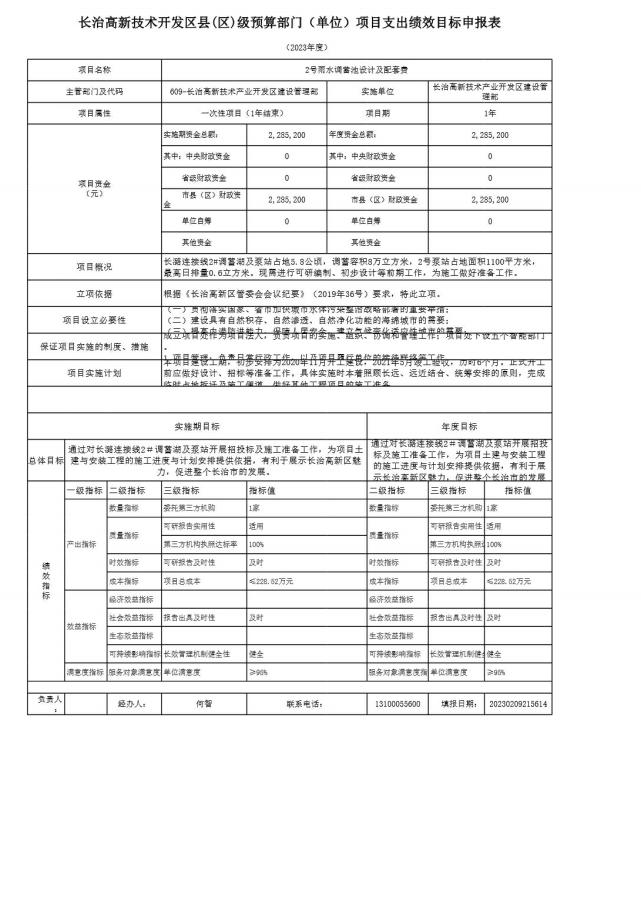 长治高新技术开发区县(区)级预算部门（单位）项目支出绩效目标申报表
（2023年度）
项目名称 2号雨水调蓄池设计及配套费
主管部门及代码 609-长治高新技术产业开发区建设管理部 实施单位 长治高新技术产业开发区建设管理部
项目属性 一次性项目（1年结束） 项目期 1年
项目资金（元）
实施期资金总额： 2,285,200 年度资金总额： 2,285,200
其中：中央财政资金 0 其中：中央财政资金 0
省级财政资金 0 省级财政资金 0
市县（区）财政资金 2,285,200 市县（区）财政资金 2,285,200
单位自筹 0 单位自筹 0
其他资金 其他资金
项目概况
长潞连接线2#调蓄湖及泵站占地5.8公顷，调蓄容积8万立方米，2号泵站占地面积1100平方米，
最高日排量0.6立方米。现需进行可研编制、初步设计等前期工作，为施工做好准备工作。
立项依据 根据《长治高新区管委会会议纪要》（2019年36号）要求，特此立项。
项目设立必要性
（一）贯彻落实国家、省市加快城市水体污染整治战略部署的重要举措；
（二）建设具有自然积存、自然渗透、自然净化功能的海绵城市的需要；
（三）提高内涝防洪能力，保障人居安全，建立气候变化适应性城市的需要。
保证项目实施的制度、措施
成立项目处作为项目法人，负责项目的实施、组织、协调和管理工作；项目处下设五个智能部门
1.项目管理：负责日常行政工作，以及项目履行单位的接待联络等工作
项目实施计划
本项目建设工期，初步安排为2020年11月开工建设，2021年5月竣工验收，历时6个月。正式开工
前应做好设计、招标等准备工作，具体实施时本着照顾长远、远近结合、统筹安排的原则，完成
临时占地拆迁及施工便道，做好其他工程项目的施工准备。
实施期目标 年度目标
总体目标
通过对长潞连接线2＃调蓄湖及泵站开展招投标及施工准备工作，为项目土
建与安装工程的施工进度与计划安排提供依据，有利于展示长治高新区魅
力，促进整个长治市的发展。
通过对长潞连接线2＃调蓄湖及泵站开展招投
标及施工准备工作，为项目土建与安装工程
的施工进度与计划安排提供依据，有利于展
示长治高新区魅力，促进整个长治市的发展
绩效指标
一级指标 二级指标 三级指标 指标值 二级指标 三级指标 指标值
产出指标
数量指标 委托第三方机购 1家 数量指标 委托第三方机购 1家
质量指标 可研报告实用性 适用 质量指标 可研报告实用性 适用
第三方机构执照达标率 100% 第三方机构执照达 100%
时效指标 可研报告及时性 及时 时效指标 可研报告及时性 及时
成本指标 项目总成本 ≤228.52万元 成本指标 项目总成本 ≤228.52万元
效益指标
经济效益指标 经济效益指标
社会效益指标 报告出具及时性 及时 社会效益指标 报告出具及时性 及时
生态效益指标 生态效益指标
可持续影响指标 长效管理机制健全性 健全 可持续影响指标 长效管理机制健全 健全
满意度指标 服务对象满意度 单位满意度 ≥96% 服务对象满意度指 单位满意度 ≥96%
负责人： 经办人： 何智 联系电话： 13100055600 填报日期： 20230209215614